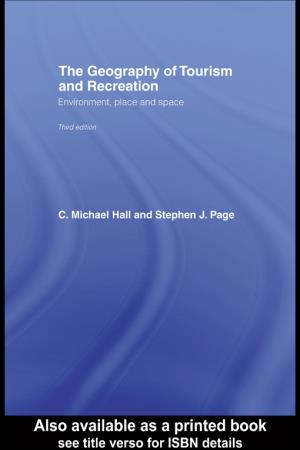 The Geography of Tourism
and Recreation
Environment, place and space
Third edition
C. Michael Hall and Stephen J. Page
Also available as a printed book
see title verso for ISBN details